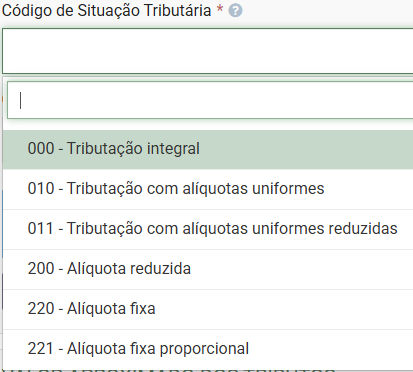 Código de Situação Tributária * ?
000 - Tributação integral
010 - Tributação com alíquotas uniformes
011 - Tributação com alíquotas uniformes reduzidas
200 - Alíquota reduzida
220 - Alíquota fixa
221 - Alíquota fixa proporcional